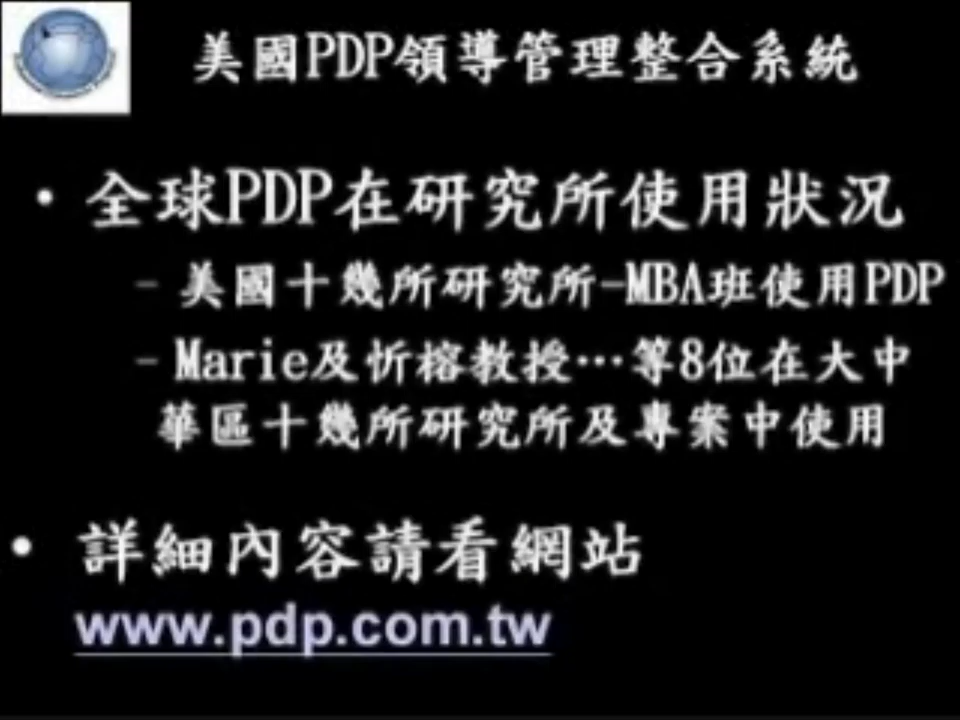 美國PDP領導管理整合系統
• 全球PDP在研究所使用狀況
– 美國十幾所研究所-MBA班使用PDP
– Marie及忻榕教授…等8位在大中
華區十幾所研究所及專案中使用
• 詳細內容請看網站
www.pdp.com.tw